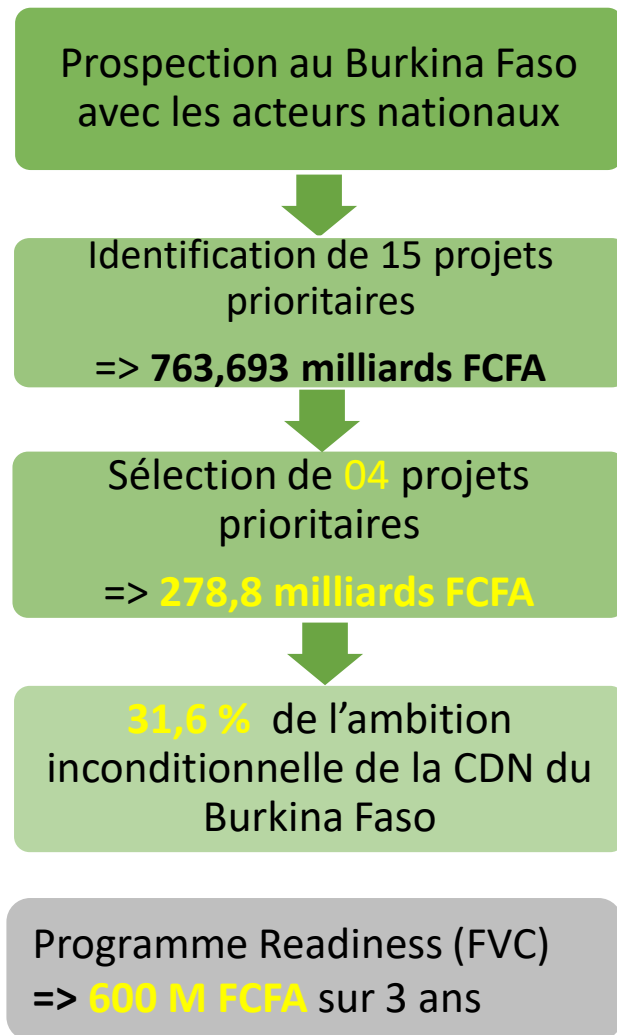 Prospection au Burkina Faso
avec les acteurs nationaux
Identification de 15 projets
prioritaires
=> 763,693 milliards FCFA
Sélection de 04 projets
prioritaires
=> 278,8 milliards FCFA
31,6 % de l’ambition
inconditionnelle de la CDN du
Burkina Faso
Programme Readiness (FVC)
=> 600 M FCFA sur 3 ans